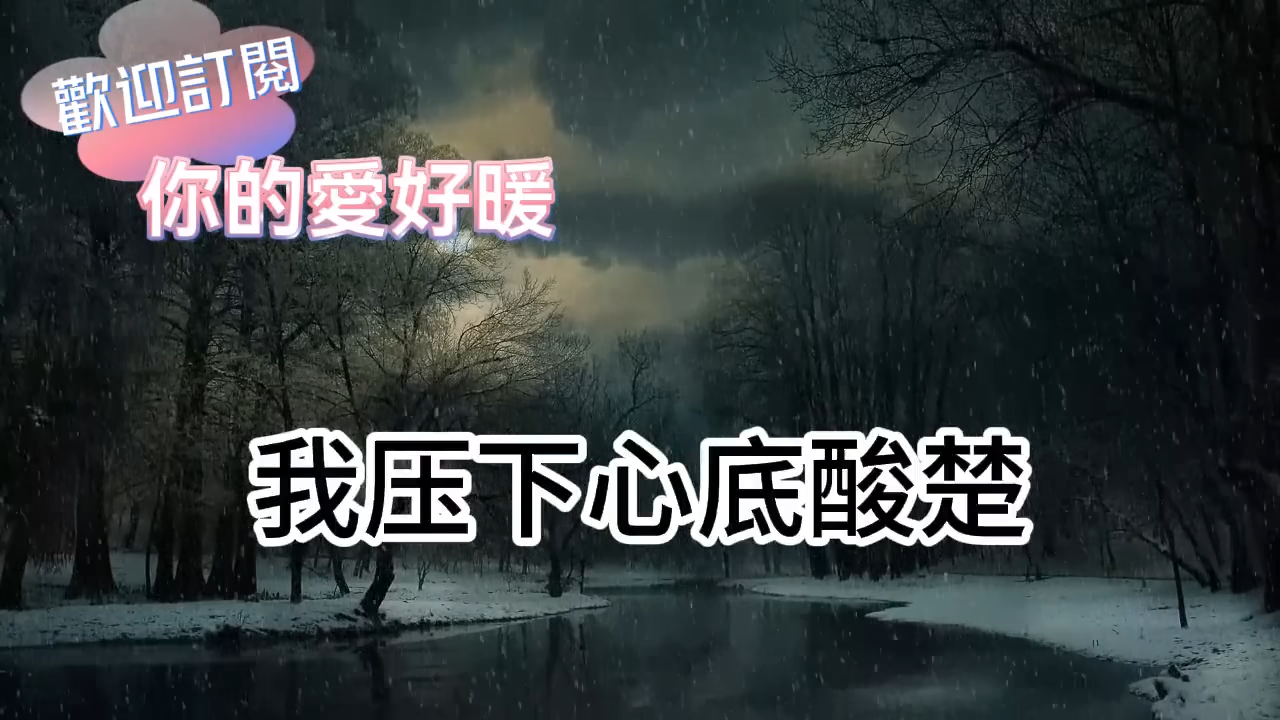 歡迎訂閱
你的愛好暖
我压下心底酸楚